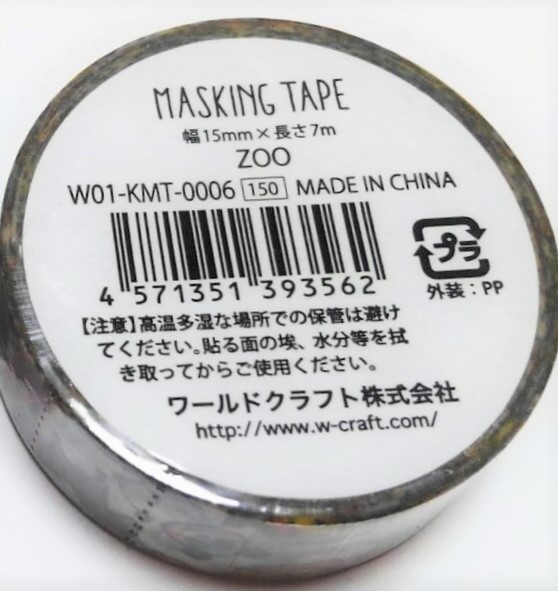 MASKING TAPE
幅15mm×長さ7m
ZOO
W01-KMT-0006 150 MADE IN CHINA
4 571351 393562
プラ
外装：PP
【注意】高温多湿な場所での保管は避け
てください。貼る面の埃、水分等を拭
き取ってからご使用ください。
ワールドクラフト株式会社
http://www.w-craft.com/